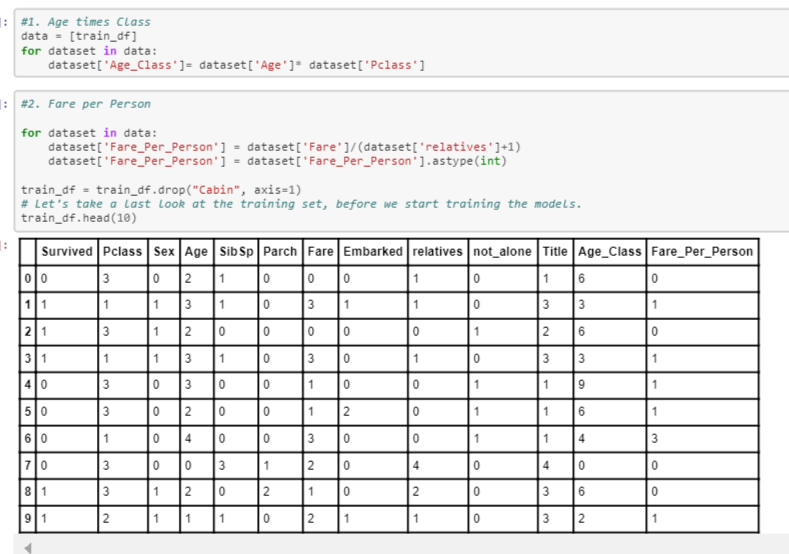 ]:
#1. Age times Class
data = [train_df]
for dataset in data:
    dataset['Age_Class']= dataset['Age']* dataset['Pclass']
]:
#2. Fare per Person
for dataset in data:
    dataset['Fare_Per_Person'] = dataset['Fare']/(dataset['relatives']+1)
    dataset['Fare_Per_Person'] = dataset['Fare_Per_Person'].astype(int)
train_df = train_df.drop("Cabin", axis=1)
# Let's take a last look at the training set, before we start training the models.
train_df.head(10)
]:
Survived Pclass Sex Age SibSp Parch Fare Embarked relatives not_alone Title Age_Class Fare_Per_Person
0 0 3 0 2 1 0 0 0 1 0 1 6 0
1 1 1 1 3 1 0 3 1 1 0 3 3 1
2 1 3 1 2 0 0 0 0 0 1 2 6 0
3 1 1 1 3 1 0 3 0 1 0 3 3 1
4 0 3 0 3 0 0 1 0 0 1 1 9 1
5 0 3 0 2 0 0 1 2 0 1 1 6 1
6 0 1 0 4 0 0 3 0 0 1 1 4 3
7 0 3 0 0 3 1 2 0 4 0 4 0 0
8 1 3 1 2 0 2 1 0 2 0 3 6 0
9 1 2 1 1 1 0 2 1 1 0 3 2 1